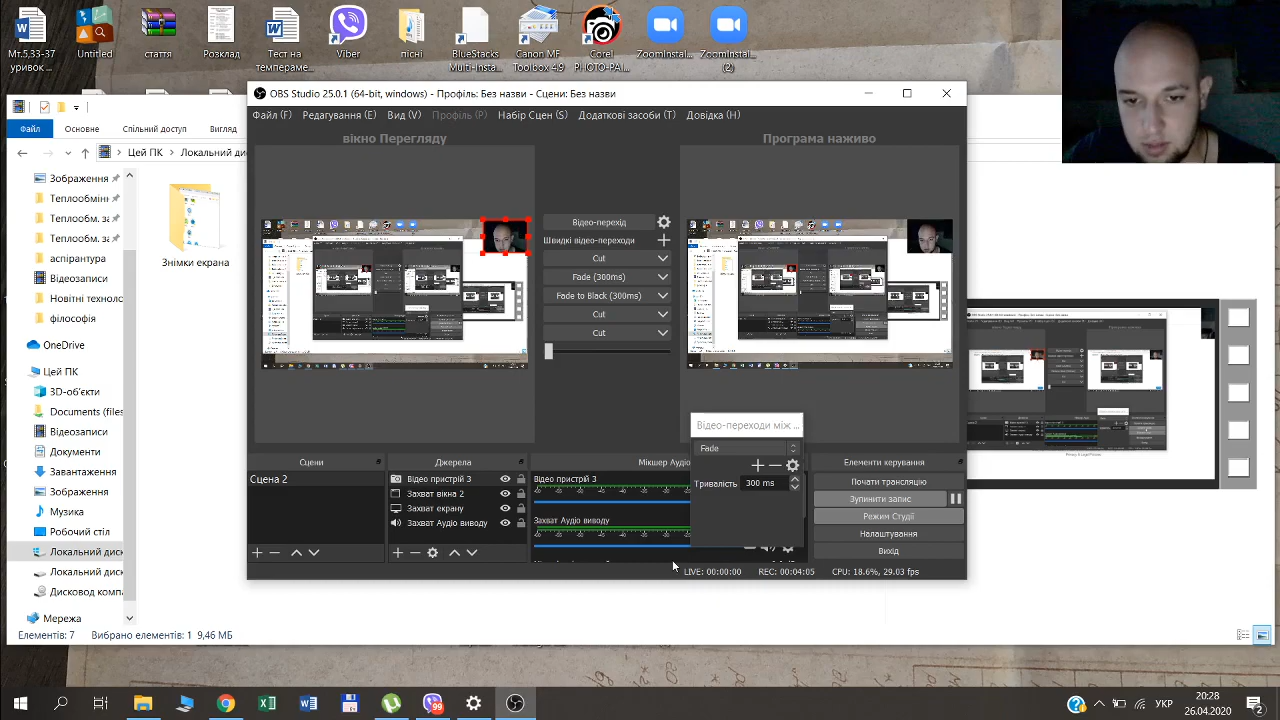 Мт.5,33-37 уривок ...
Untitled
стаття
Розклад
Тест на темпераме...
Viber
пісні
BlueStacks Multi-Insta...
Canon MF Toolbox 4.9
Corel PHOTO-PAI...
ZoomInstal...
ZoomInstal... (2)
OBS Studio 25.0.1 (64-bit, windows) - Профіль: Без назви - Сцени: Без назви
Файл (F)
Редагування (E)
Вид (V)
Профіль (P)
Набір Сцен (S)
Додаткові засоби (T)
Довідка (H)
Файл
Основне
Спільний доступ
Вигляд
Цей ПК
Локальний ди
Зображення
Теплообмінн
Теплообм. за
Теплообм. за
аспірантура
Відеозаписи
Новітні технол
філософія
OneDrive
Цей ПК
3D-об'єкти
Documents (файл
Відеозаписи
Документи
Завантаження
Зображення
Музика
Робочий стіл
Локальний диск
Локальний диск
Дисковод комп
Мережа
Знімки екрана
вікно Перегляду
Програма наживо
Відео-перехід
Швидкі відео-переходи
Cut
Fade (300ms)
Fade to Black (300ms)
Cut
Cut
Відео-переходи між ...
Fade
Тривалість
300 ms
Сцени
Сцена 2
Джерела
Відео пристрій 3
Захват вікна 2
Захват екрану
Захват Аудіо виводу
Мікшер Аудіо
Відео пристрій 3
Захват Аудіо виводу
Елементи керування
Почати трансляцію
Зупинити запис
Режим Студії
Налаштування
Вихід
LIVE: 00:00:00
REC: 00:04:05
CPU: 18.6%, 29.03 fps
Елементів: 7
Вибрано елементів: 1 9,46 МБ
99
УКР
20:28
26.04.2020
2